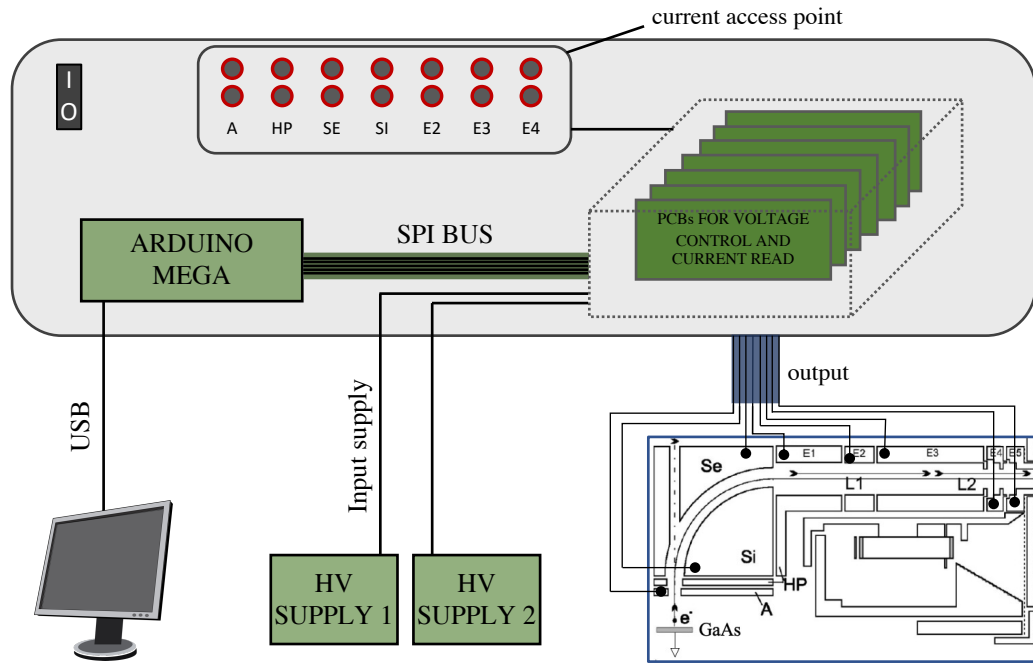 current access point
I
O
A HP SE SI E2 E3 E4
PCBs FOR VOLTAGE
CONTROL AND
CURRENT READ
ARDUINO
MEGA
SPI BUS
USB
Input supply
output
HV
SUPPLY 1
HV
SUPPLY 2
Se
E1
E2
E3
E4
E5
L1
L2
Si
HP
A
e-
GaAs